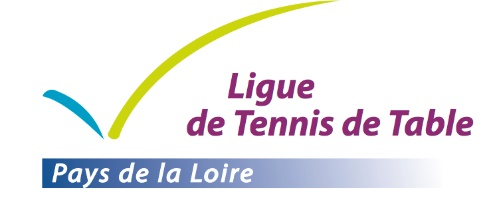 Ligue
de Tennis de Table
Pays de la Loire